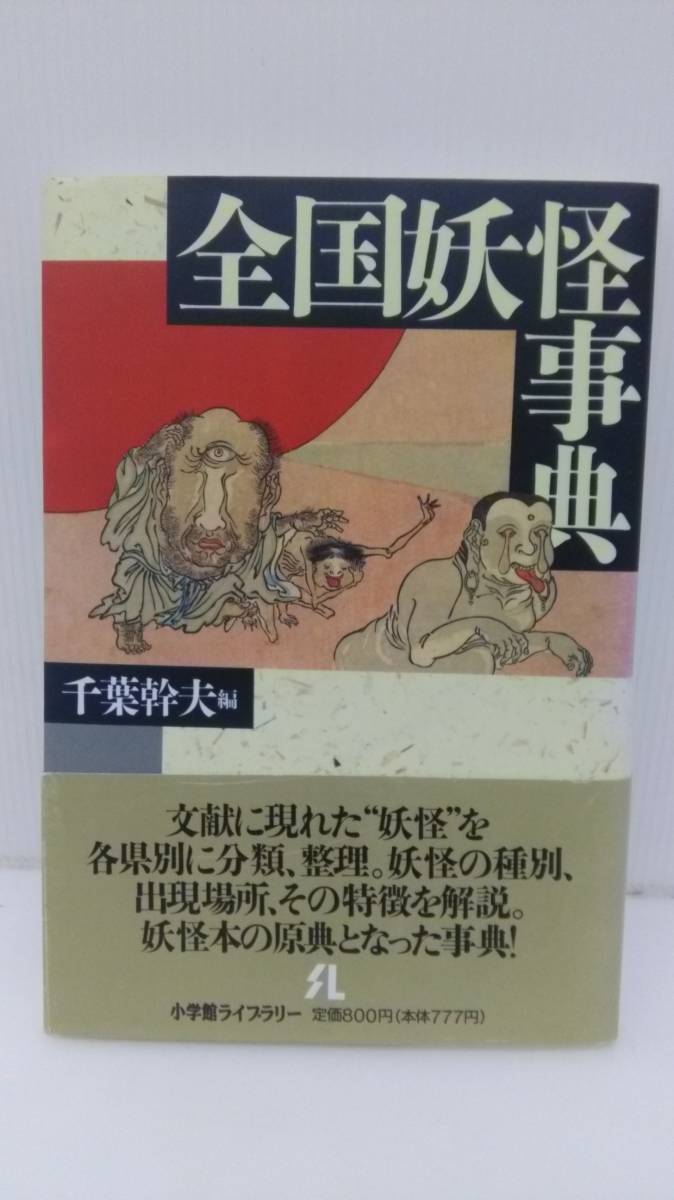 全国妖怪事典
千葉幹夫編
文献に現れた“妖怪”を
各県別に分類、整理。妖怪の種別、
出現場所、その特徴を解説。
妖怪本の原典となった事典!
SL
小学館ライブラリー 定価800円(本体777円)